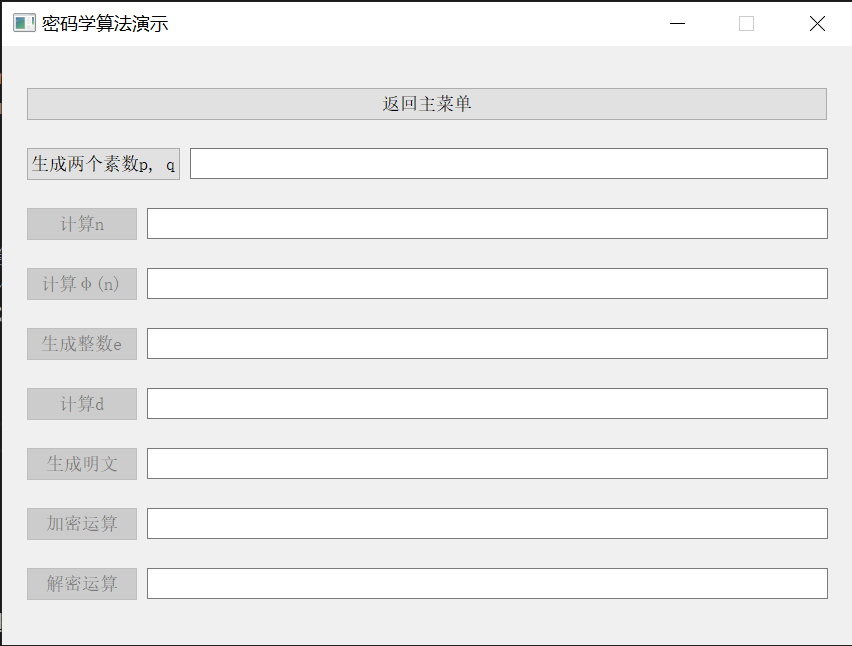 密码学算法演示
返回主菜单
生成两个素数p, q
计算n
计算φ(n)
生成整数e
计算d
生成明文
加密运算
解密运算